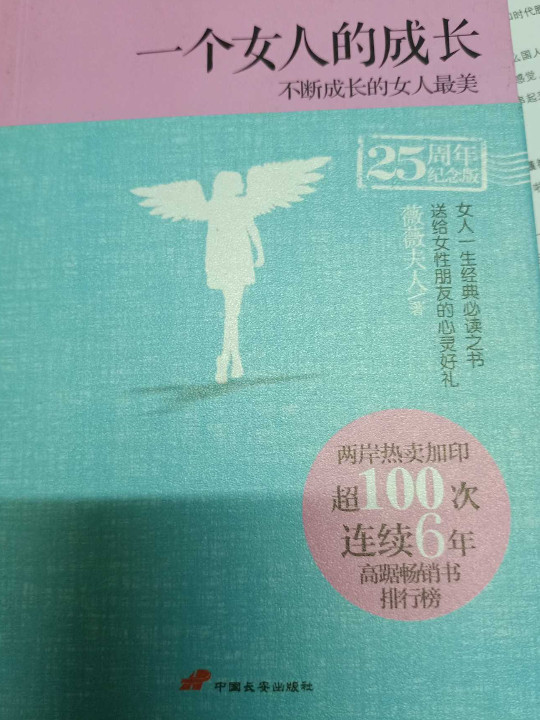 一个女人的成长
不断成长的女人最美
25周年
纪念版
薇薇夫人/著
女人一生经典必读之书
送给女性朋友的心灵好礼
两岸热卖加印
超100次
连续6年
高踞畅销书
排行榜
中国长安出版社